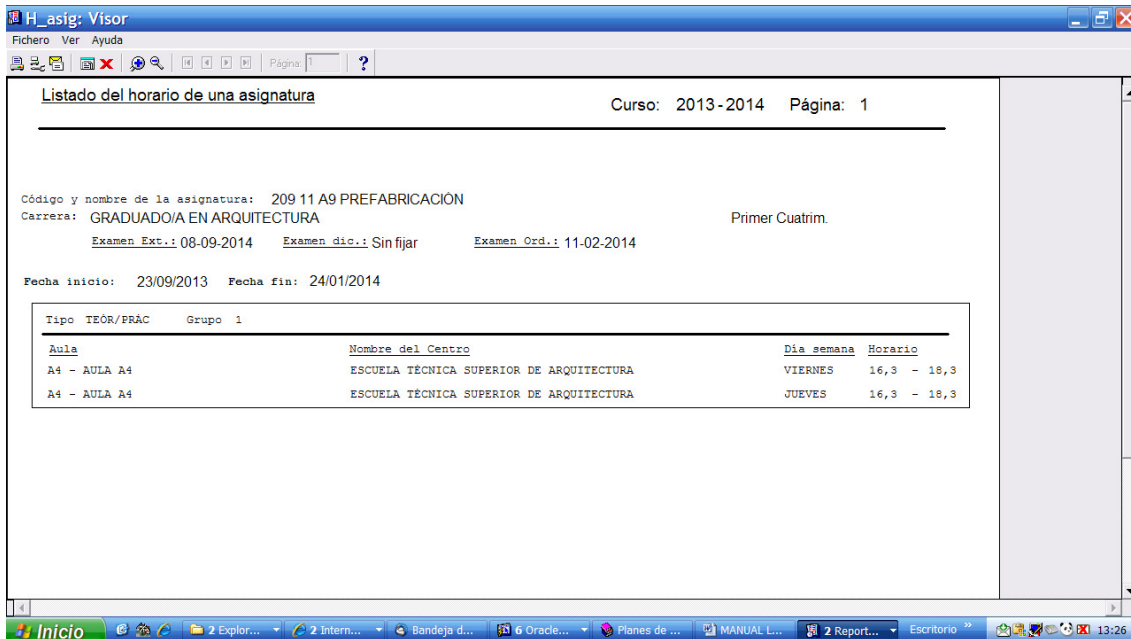 H_asig: Visor
Fichero Ver Ayuda
Página: 1 ?
Listado del horario de una asignatura
Curso: 2013-2014 Página: 1
Código y nombre de la asignatura: 209 11 A9 PREFABRICACIÓN
Carrera: GRADUADO/A EN ARQUITECTURA Primer Cuatrim.
Examen Ext.: 08-09-2014 Examen dic.: Sin fijar Examen Ord.: 11-02-2014
Fecha inicio: 23/09/2013 Fecha fin: 24/01/2014
Tipo TEÓR/PRÁC Grupo 1
Aula Nombre del Centro Día semana Horario
A4 - AULA A4 ESCUELA TÉCNICA SUPERIOR DE ARQUITECTURA VIERNES 16,3 - 18,3
A4 - AULA A4 ESCUELA TÉCNICA SUPERIOR DE ARQUITECTURA JUEVES 16,3 - 18,3
Inicio 2 Explor... 2 Intern... Bandeja d... 6 Oracle... Planes de ... MANUAL L... 2 Report... Escritorio » 13:26